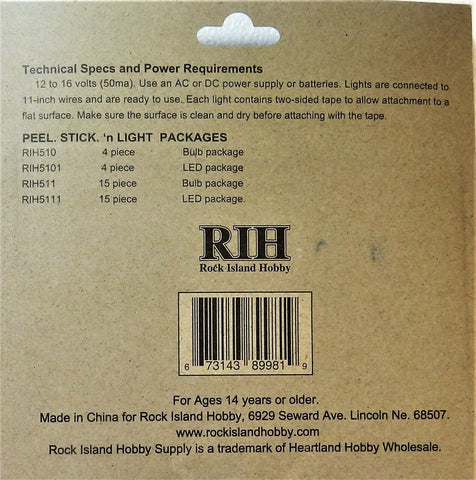 Technical Specs and Power Requirements
12 to 16 volts (50ma). Use an AC or DC power supply or batteries. Lights are connected to
11-inch wires and are ready to use. Each light contains two-sided tape to allow attachment to a
flat surface. Make sure the surface is clean and dry before attaching with the tape.
PEEL. STICK. 'n LIGHT PACKAGES
RIH510 4 piece Bulb package
RIH5101 4 piece LED package
RIH511 15 piece Bulb package
RIH5111 15 piece LED package.
RIH
Rock Island Hobby
6 73143 89981 9
For Ages 14 years or older.
Made in China for Rock Island Hobby, 6929 Seward Ave. Lincoln Ne. 68507.
www.rockislandhobby.com
Rock Island Hobby Supply is a trademark of Heartland Hobby Wholesale.